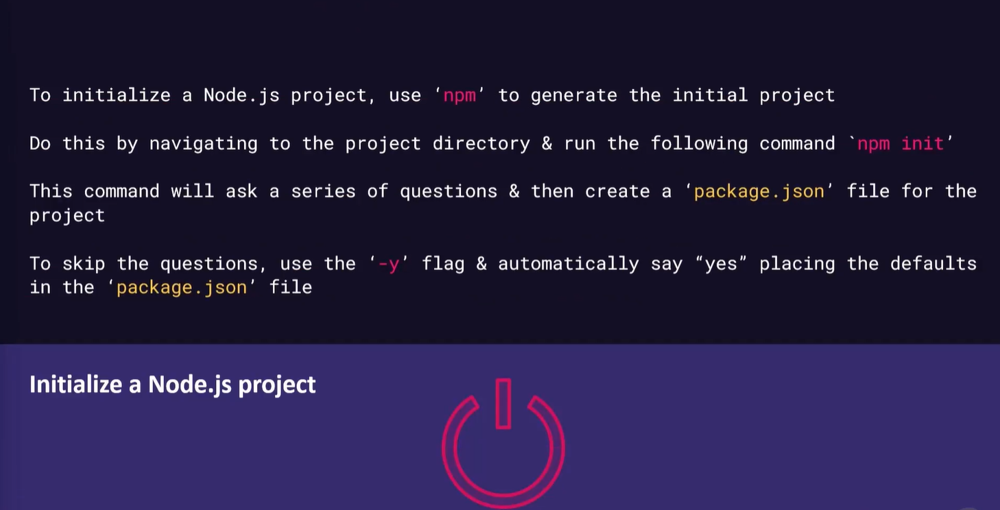 To initialize a Node.js project, use ‘npm’ to generate the initial project
Do this by navigating to the project directory & run the following command `npm init’
This command will ask a series of questions & then create a ‘package.json’ file for the
project
To skip the questions, use the ‘-y’ flag & automatically say “yes” placing the defaults
in the ‘package.json’ file
Initialize a Node.js project